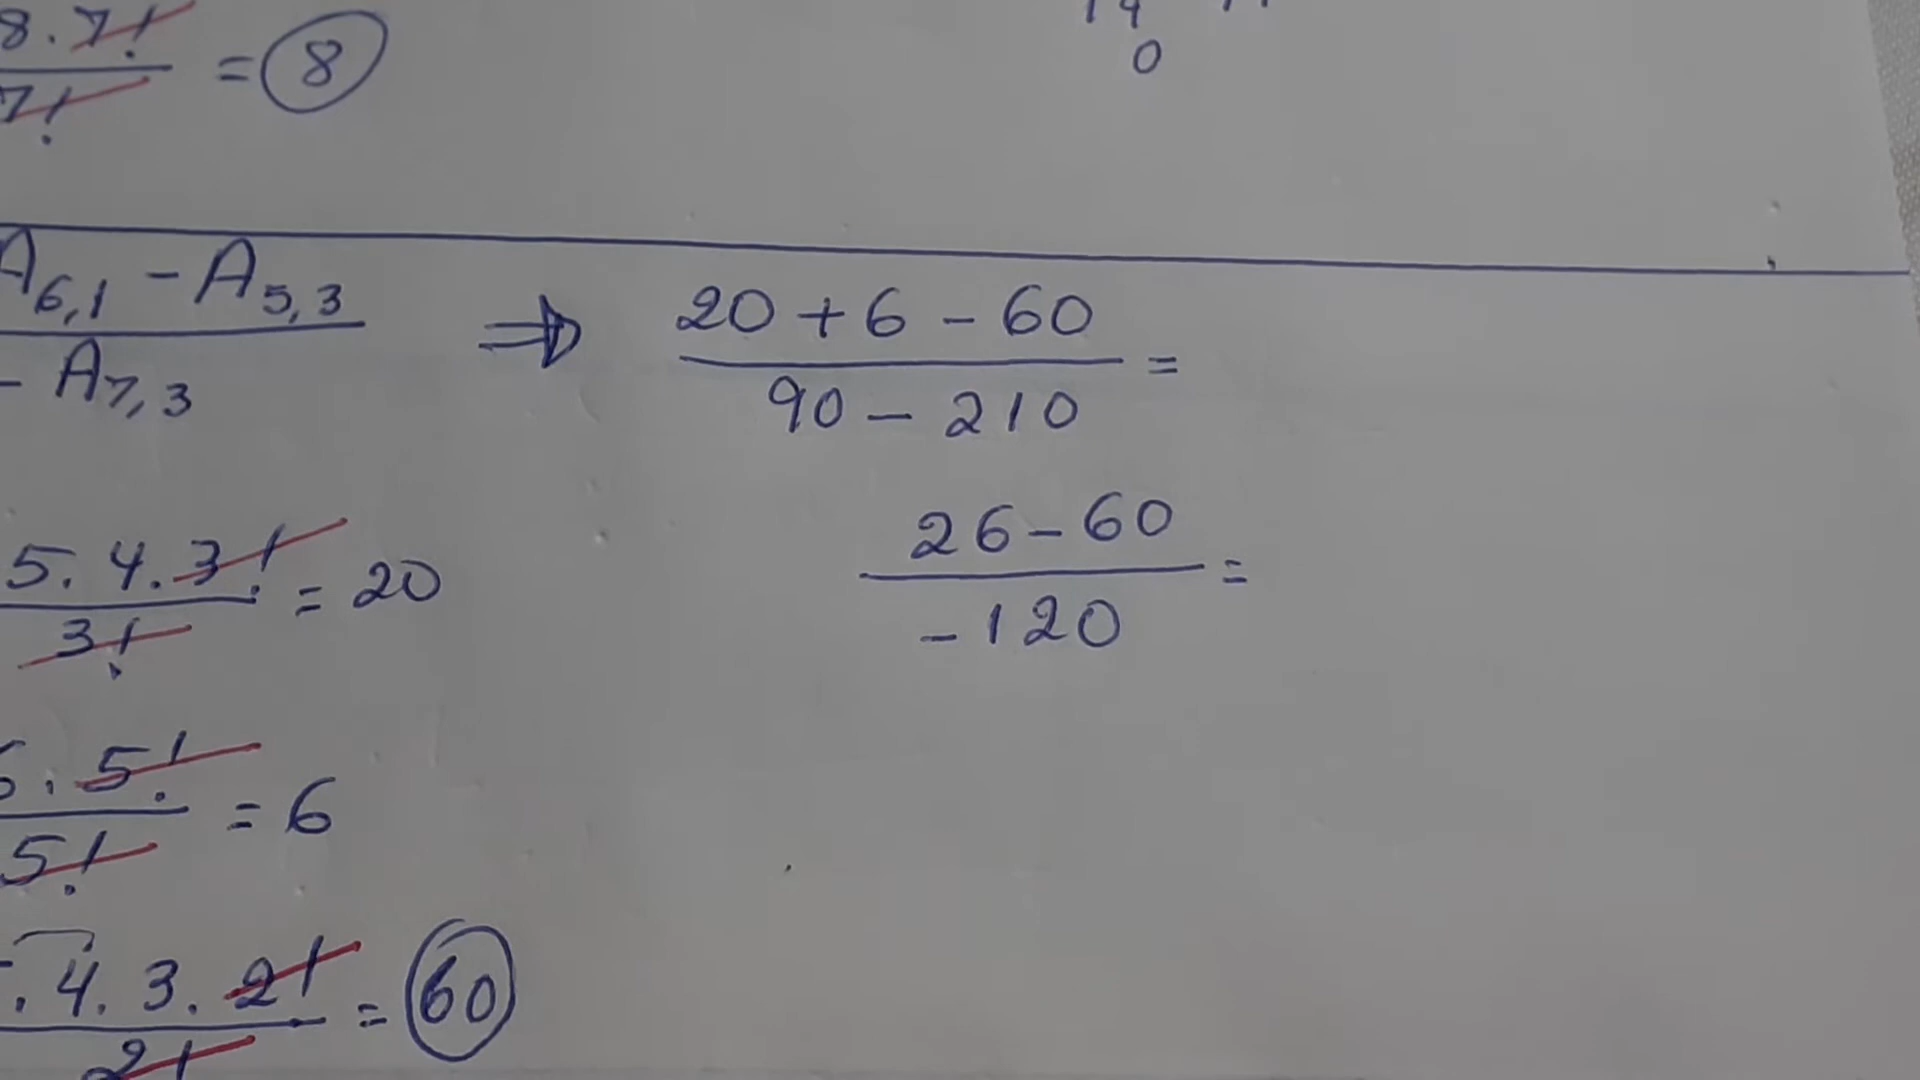 8 . 7! / 7! = 8
0
A6,1 − A5,3 / − A7,3 ⇒ 20 + 6 − 60 / 90 − 210 =
26 − 60 / −120 =
5 . 4 . 3! / 3! = 20
6 . 5! / 5! = 6
. 4 . 3 . 2! / 2! = 60